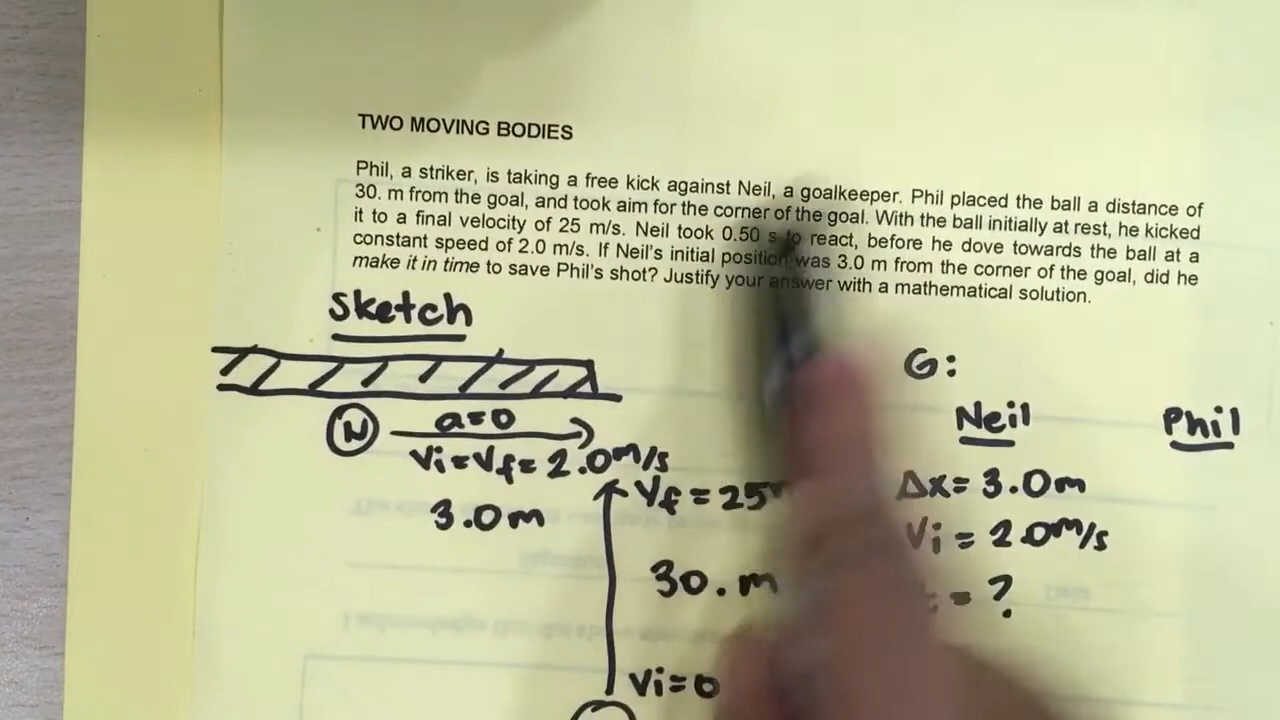 TWO MOVING BODIES
Phil, a striker, is taking a free kick against Neil, a goalkeeper. Phil placed the ball a distance of
30. m from the goal, and took aim for the corner of the goal. With the ball initially at rest, he kicked
it to a final velocity of 25 m/s. Neil took 0.50 s to react, before he dove towards the ball at a
constant speed of 2.0 m/s. If Neil's initial position was 3.0 m from the corner of the goal, did he
make it in time to save Phil's shot? Justify your answer with a mathematical solution.
Sketch
G:
N
a=0
Neil
Phil
Vi=Vf= 2.0m/s
Δx= 3.0m
Vf = 25
3.0m
Vi = 2.0m/s
30. m
= ?
Vi=0